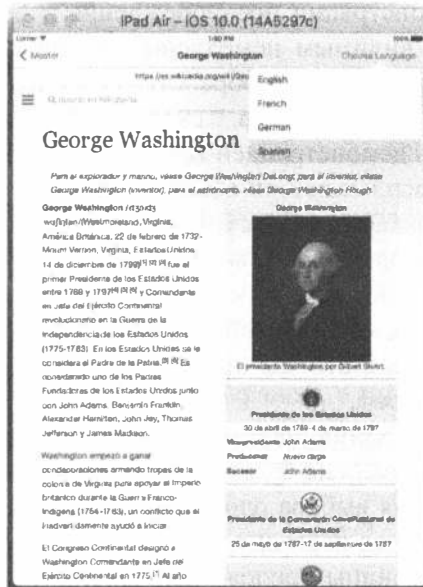 iPad Air – iOS 10.0 (14A5297c)
Carrier
1:50 PM
100%
Master
George Washington
Choose Language
https://es.wikipedia.org/wiki/
English
French
German
Spanish
George Washington
Para el explorador y marino, véase George Washington DeLong; para el inventor, véase
George Washington (inventor); para el astrónomo, véase George Washington Hough.
George Washington
(Westmoreland, Virginia,
América Británica, 22 de febrero de 1732-
Mount Vernon, Virginia, Estados Unidos,
14 de diciembre de 1799) fue el
primer Presidente de los Estados Unidos
entre 1789 y 1797 y Comandante
en Jefe del Ejército Continental
revolucionario en la Guerra de la
Independencia de los Estados Unidos
(1775-1783). En los Estados Unidos se le
considera el Padre de la Patria. Es
considerado uno de los Padres
Fundadores de los Estados Unidos junto
con John Adams, Benjamin Franklin,
Alexander Hamilton, John Jay, Thomas
Jefferson y James Madison.
Washington empezó a ganar
condecoraciones armando tropas de la
colonia de Virginia para apoyar al Imperio
británico durante la Guerra Franco-
Indígena (1754-1763), un conflicto que él
inadvertidamente ayudó a iniciar.
El Congreso Continental designó a
Washington Comandante en Jefe del
Ejército Continental en 1775. Al año
George Washington
El presidente Washington por Gilbert Stuart.
Presidente de los Estados Unidos
30 de abril de 1789-4 de marzo de 1797
Vicepresidente John Adams
Predecesor Nuevo cargo
Sucesor John Adams
Presidente de la Convención Constitucional de
Estados Unidos
25 de mayo de 1787-17 de septiembre de 1787